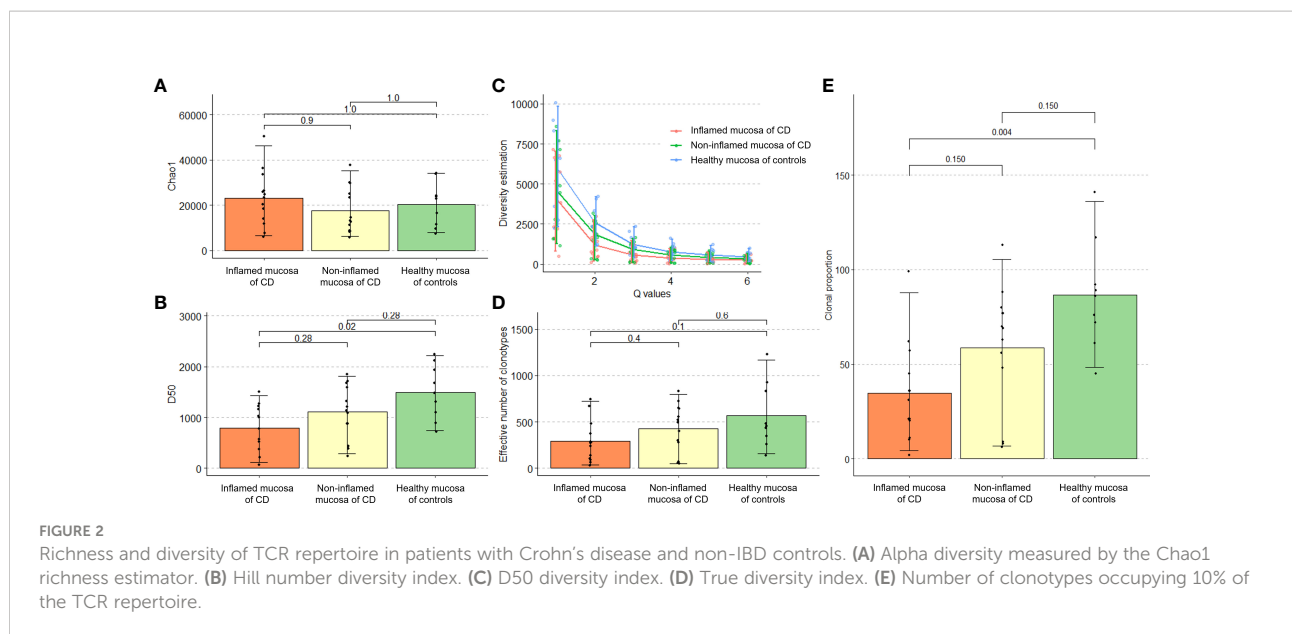 A
1.0
1.0
0.9
60000
40000
20000
0
Chao1
Inflamed mucosa
of CD
Non-inflamed
mucosa of CD
Healthy mucosa
of controls
B
0.28
0.02
0.28
3000
2000
1000
0
D50
Inflamed mucosa
of CD
Non-inflamed
mucosa of CD
Healthy mucosa
of controls
C
10000
7500
5000
2500
0
Diversity estimation
Inflamed mucosa of CD
Non-inflamed mucosa of CD
Healthy mucosa of controls
2
4
6
Q values
D
0.6
0.1
0.4
1500
1000
500
0
Effective number of clonotypes
Inflamed mucosa
of CD
Non-inflamed
mucosa of CD
Healthy mucosa
of controls
E
0.150
0.004
0.150
150
100
50
0
Clonal proportion
Inflamed mucosa
of CD
Non-inflamed
mucosa of CD
Healthy mucosa
of controls
FIGURE 2
Richness and diversity of TCR repertoire in patients with Crohn's disease and non-IBD controls. (A) Alpha diversity measured by the Chao1
richness estimator. (B) Hill number diversity index. (C) D50 diversity index. (D) True diversity index. (E) Number of clonotypes occupying 10% of
the TCR repertoire.